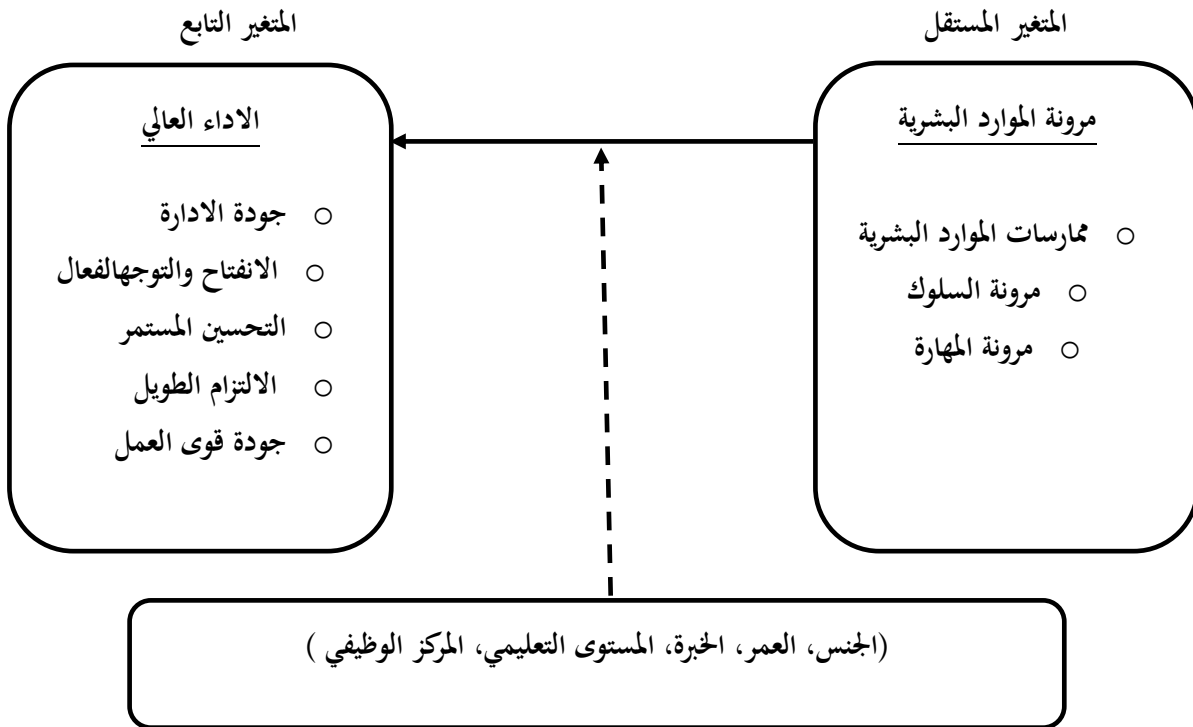 المتغير المستقل
مرونة الموارد البشرية
○ ممارسات الموارد البشرية
○ مرونة السلوك
○ مرونة المهارة
المتغير التابع
الاداء العالي
○ جودة الادارة
○ الانفتاح والتوجهالفعال
○ التحسين المستمر
○ الالتزام الطويل
○ جودة قوى العمل
(الجنس، العمر، الخبرة، المستوى التعليمي، المركز الوظيفي )